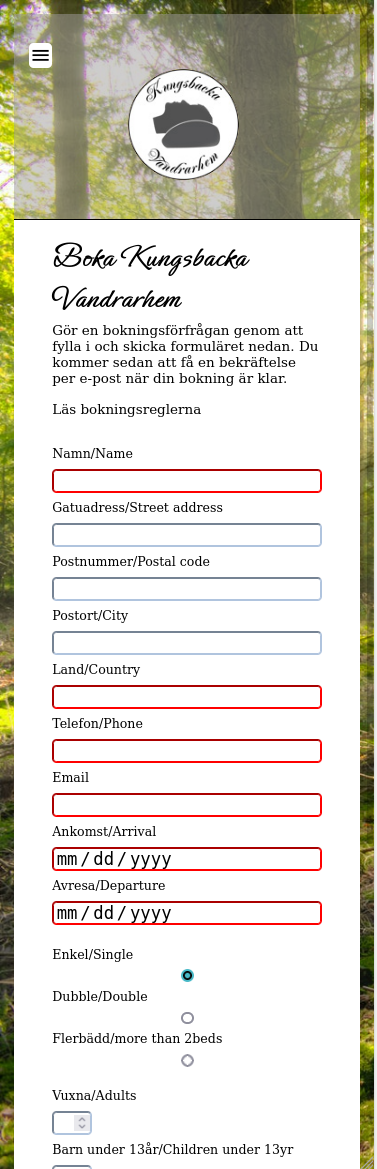 Kungsbacka
Vandrarhem
Boka Kungsbacka
Vandrarhem
Gör en bokningsförfrågan genom att
fylla i och skicka formuläret nedan. Du
kommer sedan att få en bekräftelse
per e-post när din bokning är klar.
Läs bokningsreglerna
Namn/Name
Gatuadress/Street address
Postnummer/Postal code
Postort/City
Land/Country
Telefon/Phone
Email
Ankomst/Arrival
mm/dd/yyyy
Avresa/Departure
mm/dd/yyyy
Enkel/Single
Dubble/Double
Flerbädd/more than 2beds
Vuxna/Adults
Barn under 13år/Children under 13yr